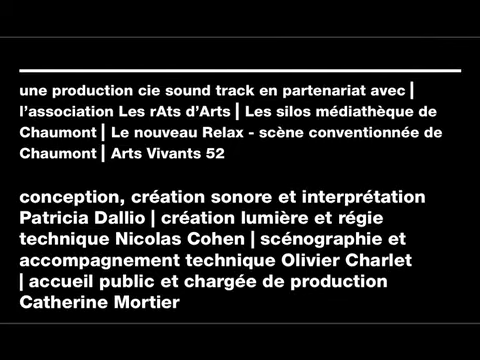 une production cie sound track en partenariat avec |
l'association Les rAts d'Arts | Les silos médiathèque de
Chaumont | Le nouveau Relax - scène conventionnée de
Chaumont | Arts Vivants 52
conception, création sonore et interprétation
Patricia Dallio | création lumière et régie
technique Nicolas Cohen | scénographie et
accompagnement technique Olivier Charlet
| accueil public et chargée de production
Catherine Mortier